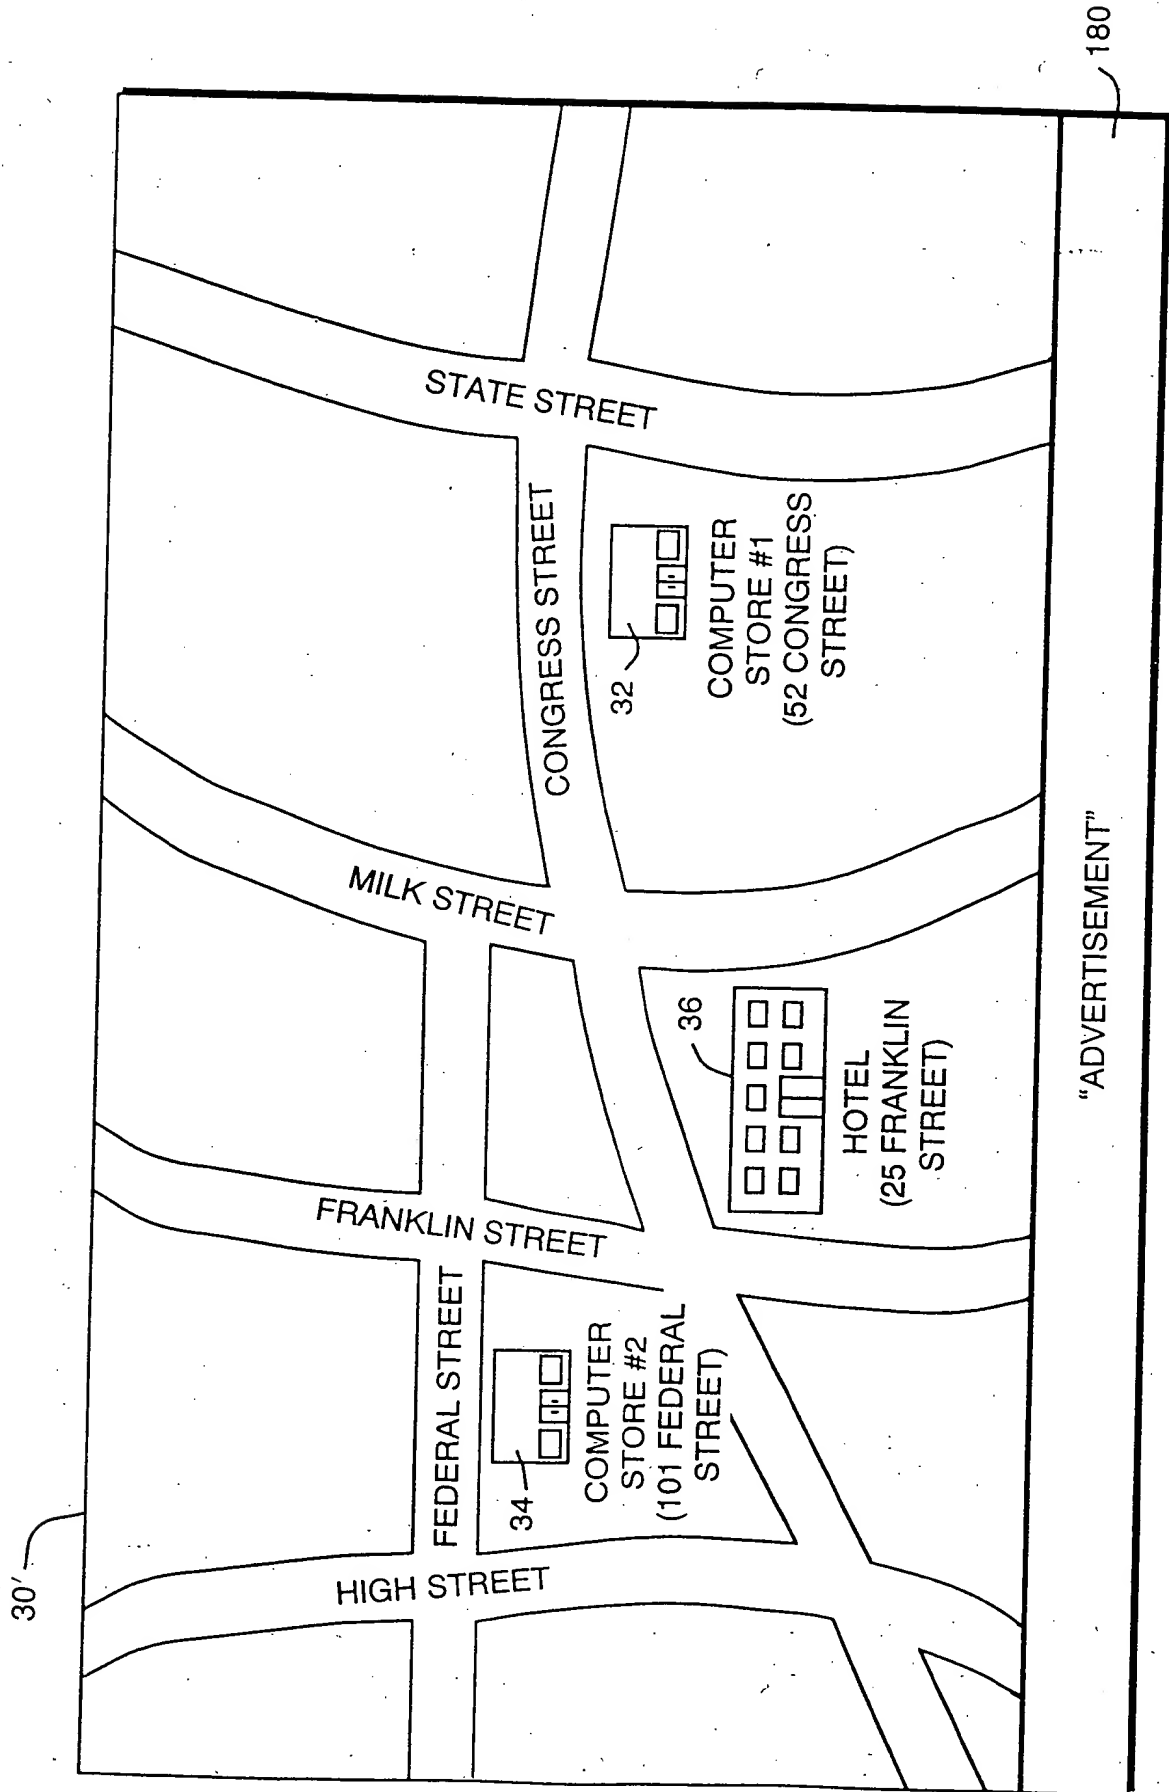 30′
HIGH STREET
FEDERAL STREET
34
COMPUTER
STORE #2
(101 FEDERAL
STREET)
FRANKLIN STREET
MILK STREET
36
HOTEL
(25 FRANKLIN
STREET)
CONGRESS STREET
32
COMPUTER
STORE #1
(52 CONGRESS
STREET)
STATE STREET
"ADVERTISEMENT"
180